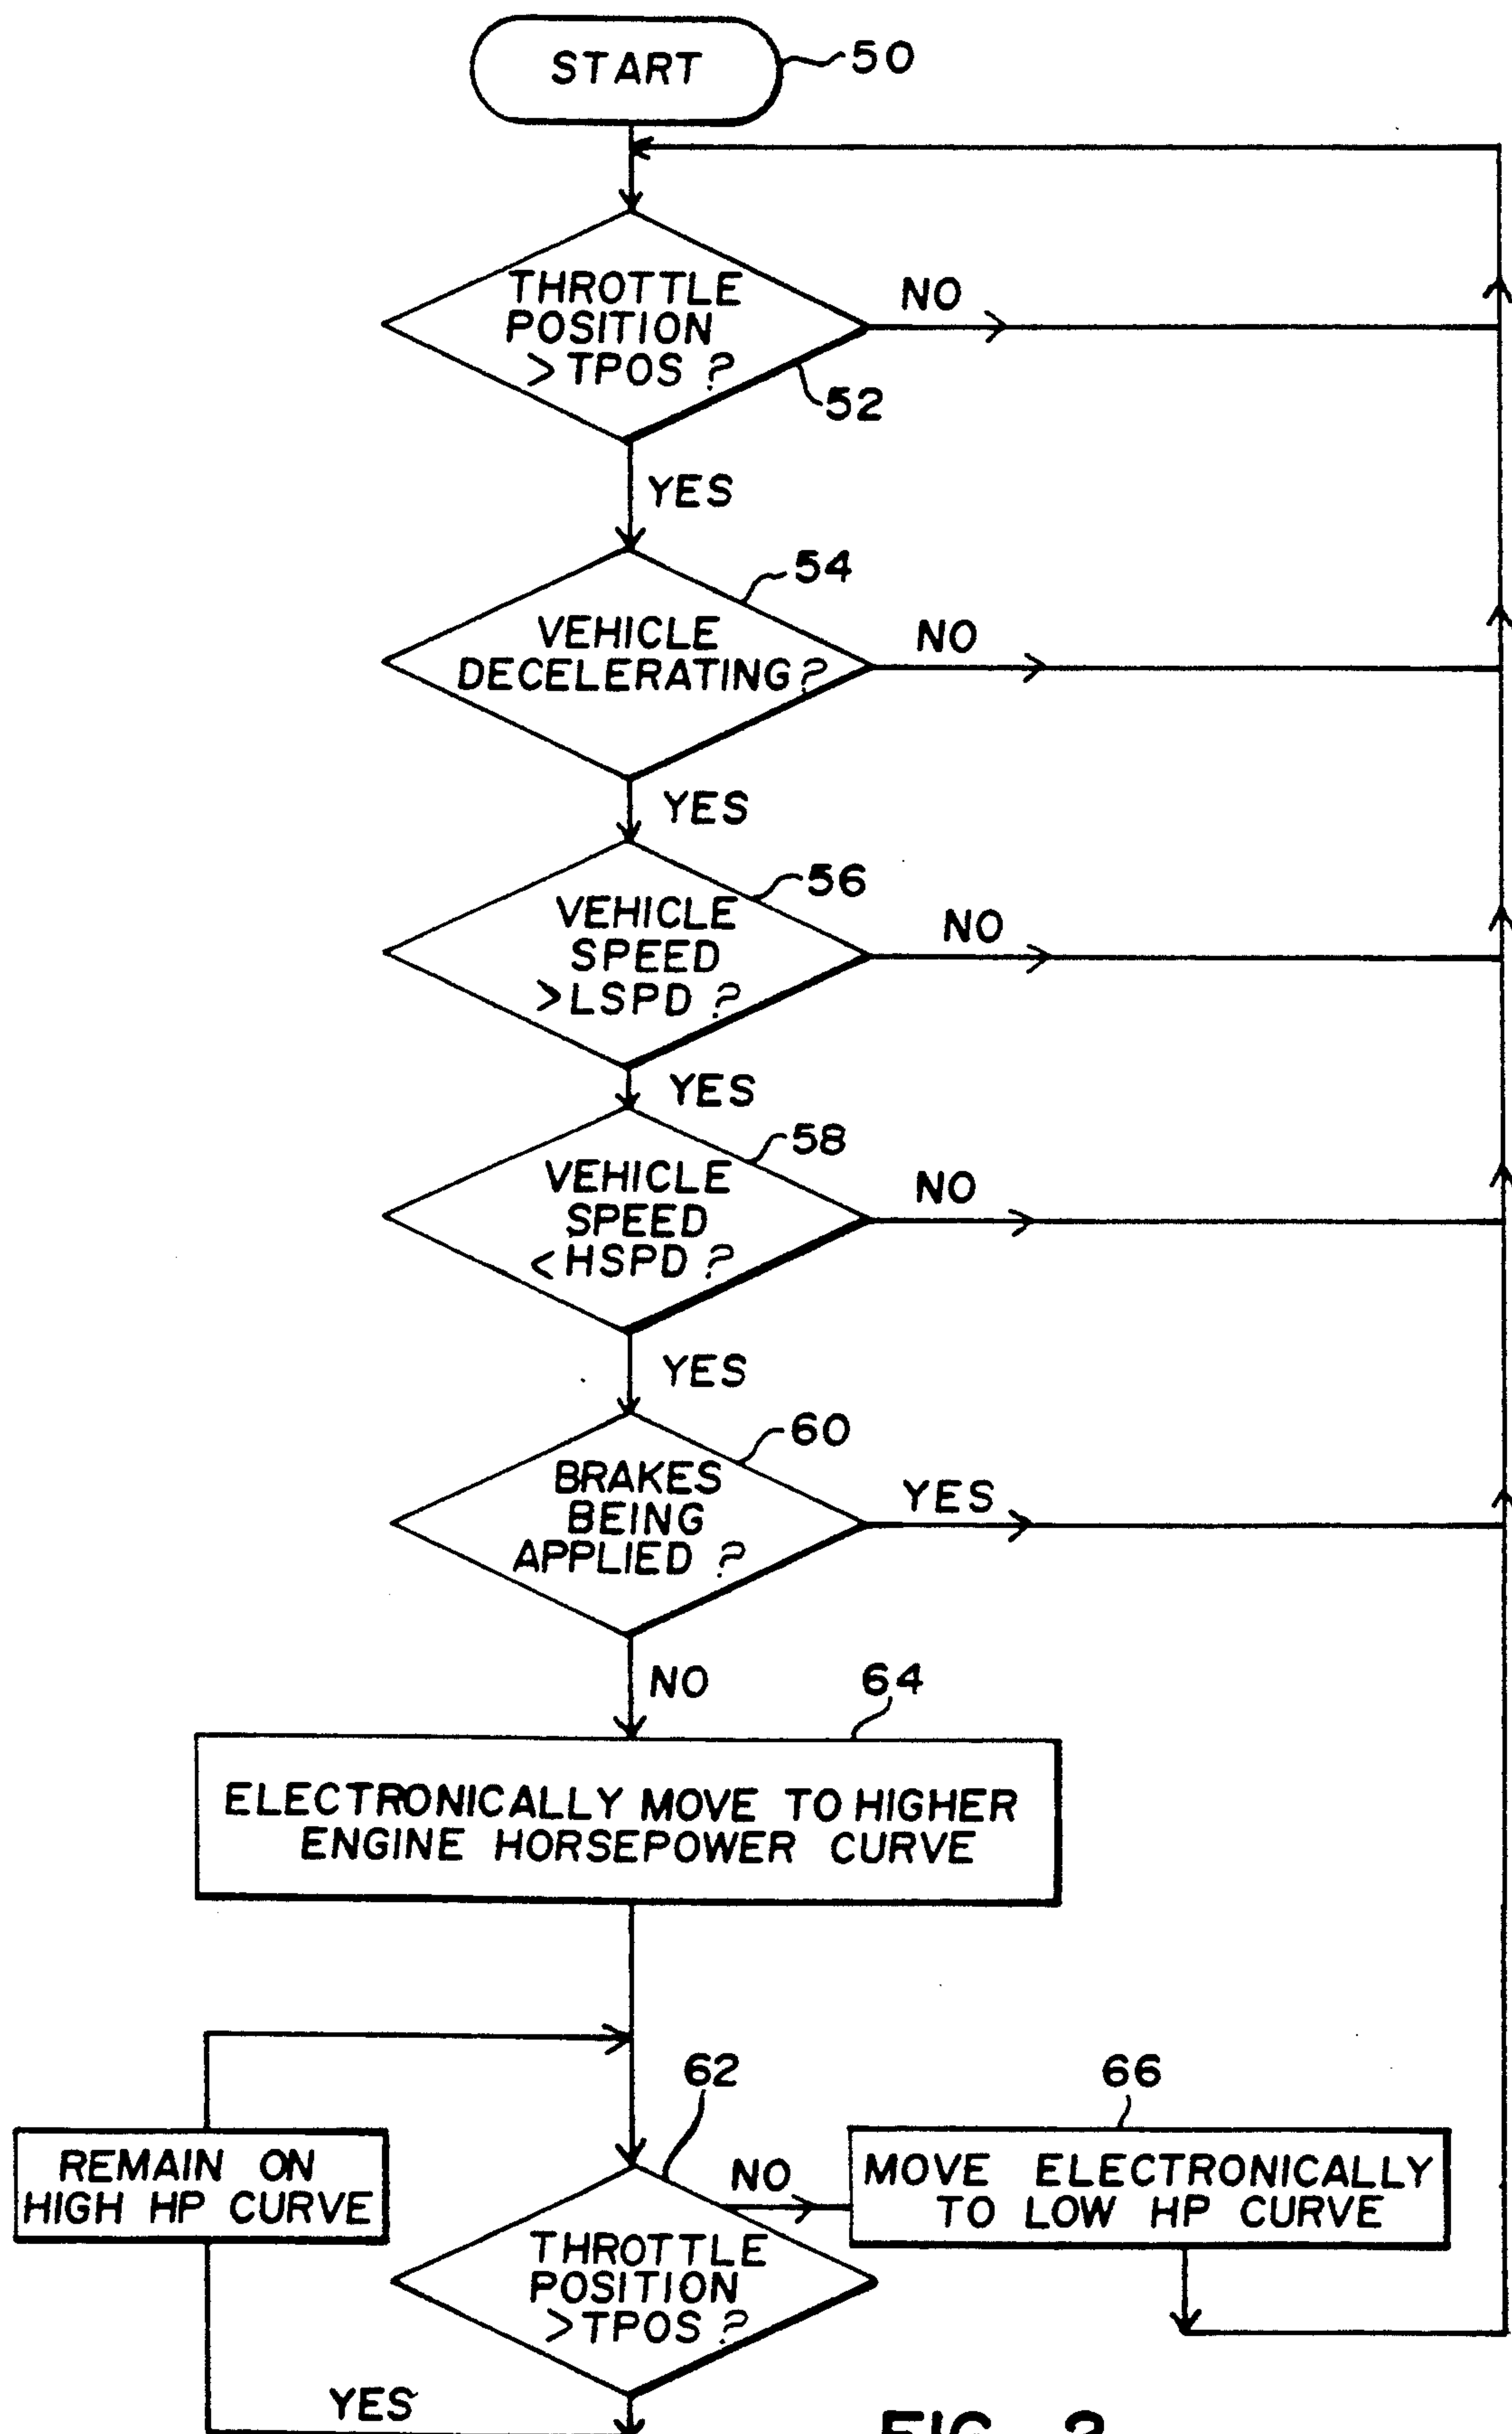 START
50
THROTTLE
POSITION
> TPOS ?
NO
52
YES
54
VEHICLE
DECELERATING?
NO
YES
56
VEHICLE
SPEED
>LSPD ?
NO
YES
58
VEHICLE
SPEED
< HSPD ?
NO
YES
60
BRAKES
BEING
APPLIED ?
YES
NO
64
ELECTRONICALLY MOVE TO HIGHER
ENGINE HORSEPOWER CURVE
62
66
REMAIN ON
HIGH HP CURVE
NO
MOVE ELECTRONICALLY
TO LOW HP CURVE
THROTTLE
POSITION
>TPOS ?
YES